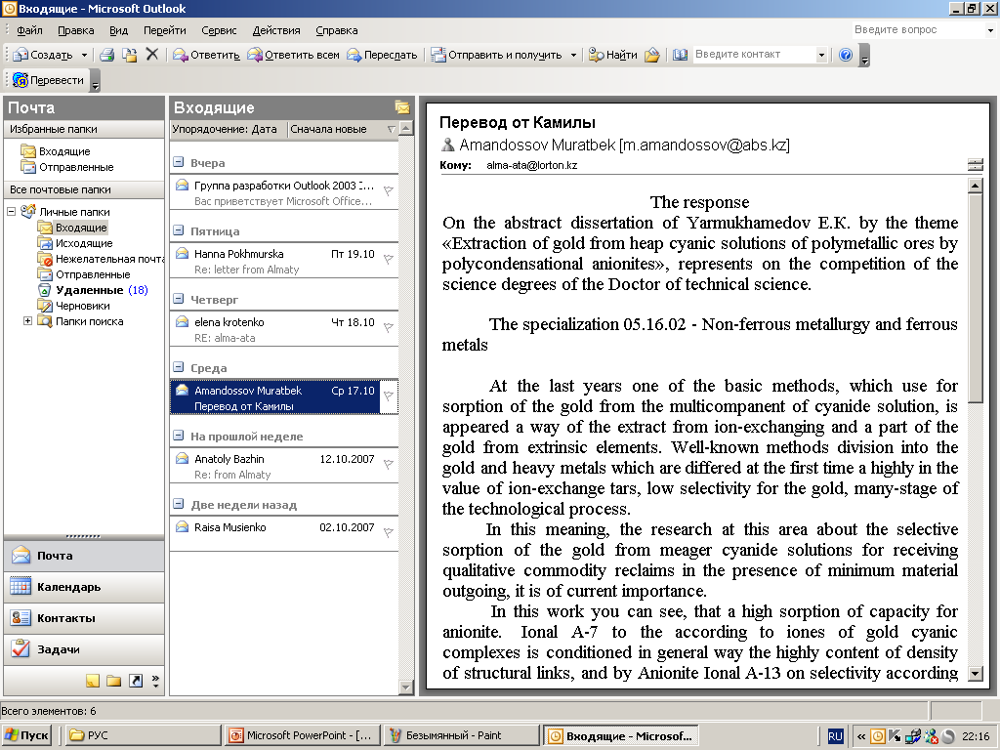 Входящие - Microsoft Outlook
Файл Правка Вид Перейти Сервис Действия Справка
Введите вопрос
Создать Ответить Ответить всем Переслать Отправить и получить Найти Введите контакт
Перевести
Почта
Избранные папки
Входящие
Отправленные
Все почтовые папки
Личные папки
Входящие
Исходящие
Нежелательная почта
Отправленные
Удаленные (18)
Черновики
Папки поиска
Почта
Календарь
Контакты
Задачи
Входящие
Упорядочение: Дата Сначала новые
Вчера
Группа разработки Outlook 2003 ...
Вас приветствует Microsoft Office...
Пятница
Hanna Pokhmurska Пт 19.10
Re: letter from Almaty
Четверг
elena krotenko Чт 18.10
RE: alma-ata
Среда
Amandossov Muratbek Ср 17.10
Перевод от Камилы
На прошлой неделе
Anatoly Bazhin 12.10.2007
Re: from Almaty
Две недели назад
Raisa Musienko 02.10.2007
Перевод от Камилы
Amandossov Muratbek [m.amandossov@abs.kz]
Кому: alma-ata@lorton.kz
The response
On the abstract dissertation of Yarmukhamedov E.K. by the theme
«Extraction of gold from heap cyanic solutions of polymetallic ores by
polycondensational anionites», represents on the competition of the
science degrees of the Doctor of technical science.
The specialization 05.16.02 - Non-ferrous metallurgy and ferrous
metals
At the last years one of the basic methods, which use for
sorption of the gold from the multicompanent of cyanide solution, is
appeared a way of the extract from ion-exchanging and a part of the
gold from extrinsic elements. Well-known methods division into the
gold and heavy metals which are differed at the first time a highly in the
value of ion-exchange tars, low selectivity for the gold, many-stage of
the technological process.
In this meaning, the research at this area about the selective
sorption of the gold from meager cyanide solutions for receiving
qualitative commodity reclaims in the presence of minimum material
outgoing, it is of current importance.
In this work you can see, that a high sorption of capacity for
anionite. Ional A-7 to the according to iones of gold cyanic
complexes is conditioned in general way the highly content of density
of structural links, and by Anionite Ional A-13 on selectivity according
Всего элементов: 6
Пуск РУС Microsoft PowerPoint - [... Безымянный - Paint Входящие - Microsof... RU « 22:16